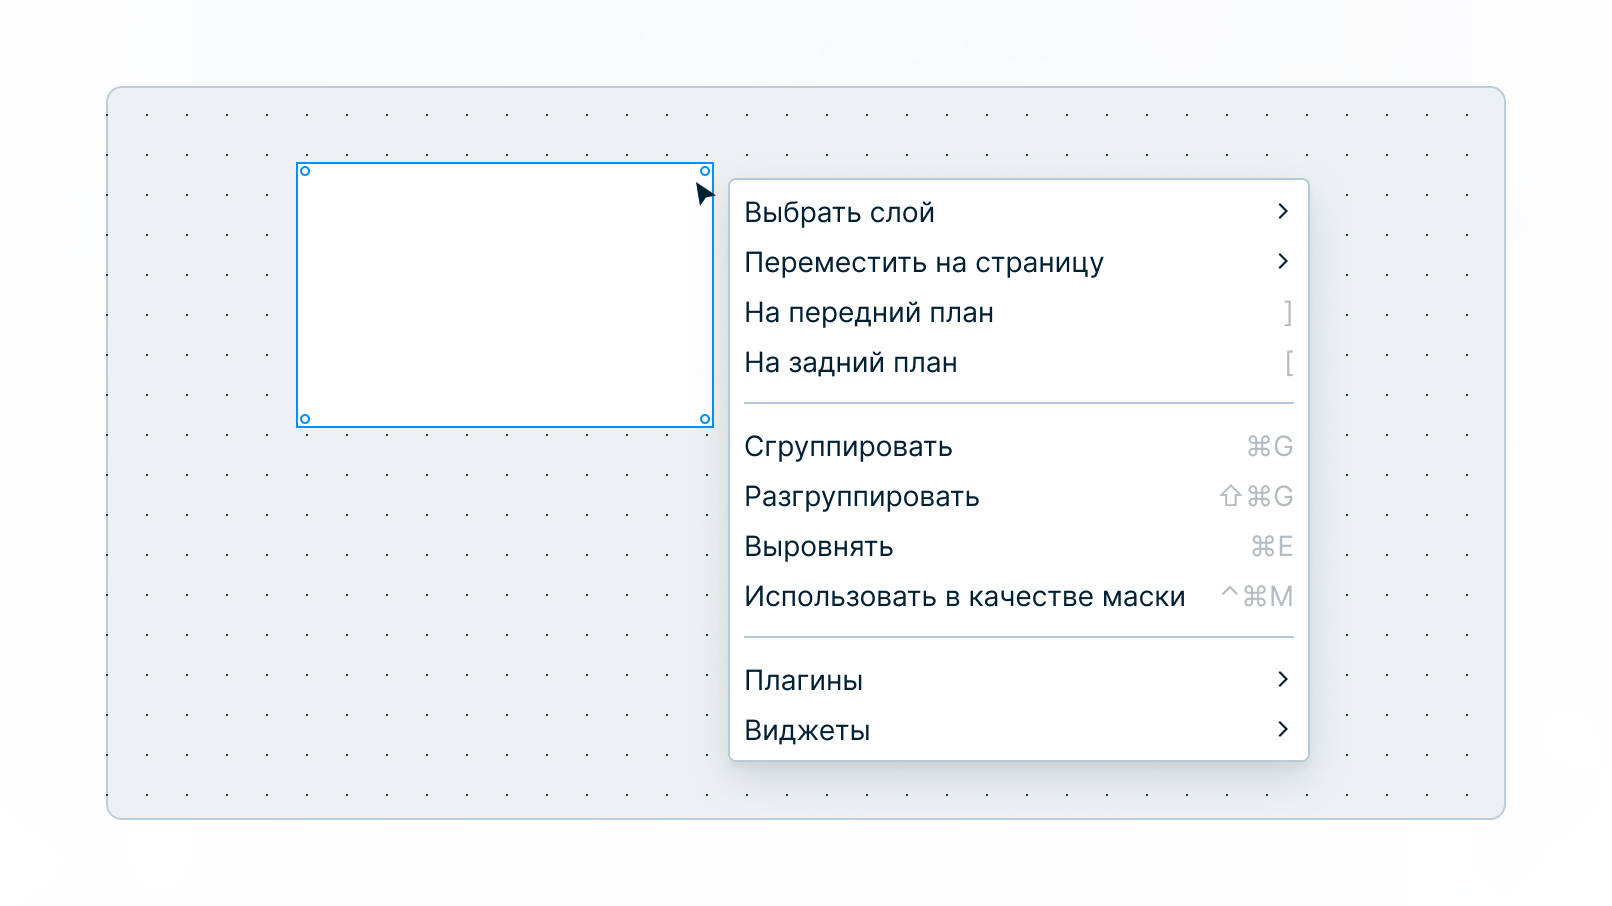 Выбрать слой
Переместить на страницу
На передний план ]
На задний план [
Сгруппировать ⌘G
Разгруппировать ⇧⌘G
Выровнять ⌘E
Использовать в качестве маски ^⌘M
Плагины
Виджеты